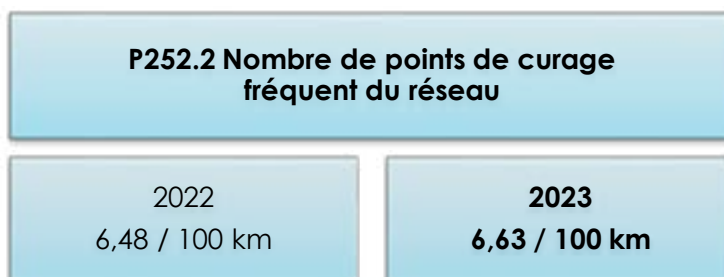 P252.2 Nombre de points de curage
fréquent du réseau
2022
6,48 / 100 km
2023
6,63 / 100 km